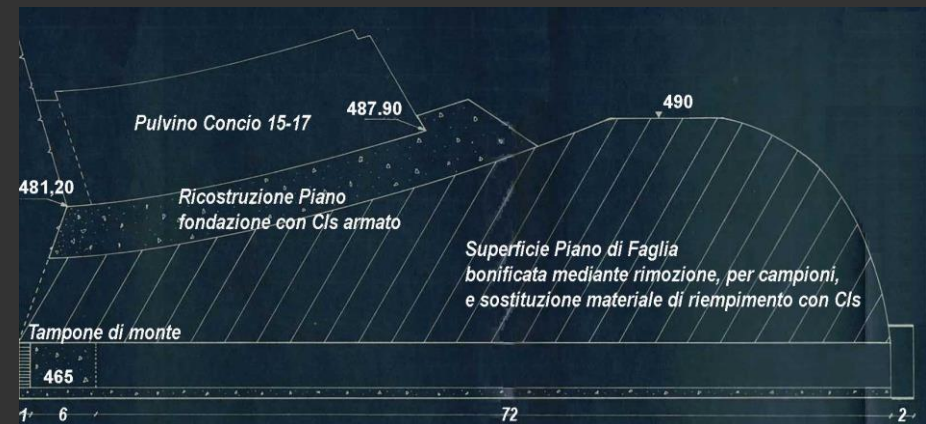 490
487.90
Pulvino Concio 15-17
481,20
Ricostruzione Piano
fondazione con Cls armato
Superficie Piano di Faglia
bonificata mediante rimozione, per campioni,
e sostituzione materiale di riempimento con Cls
Tampone di monte
465
1 6 72 2